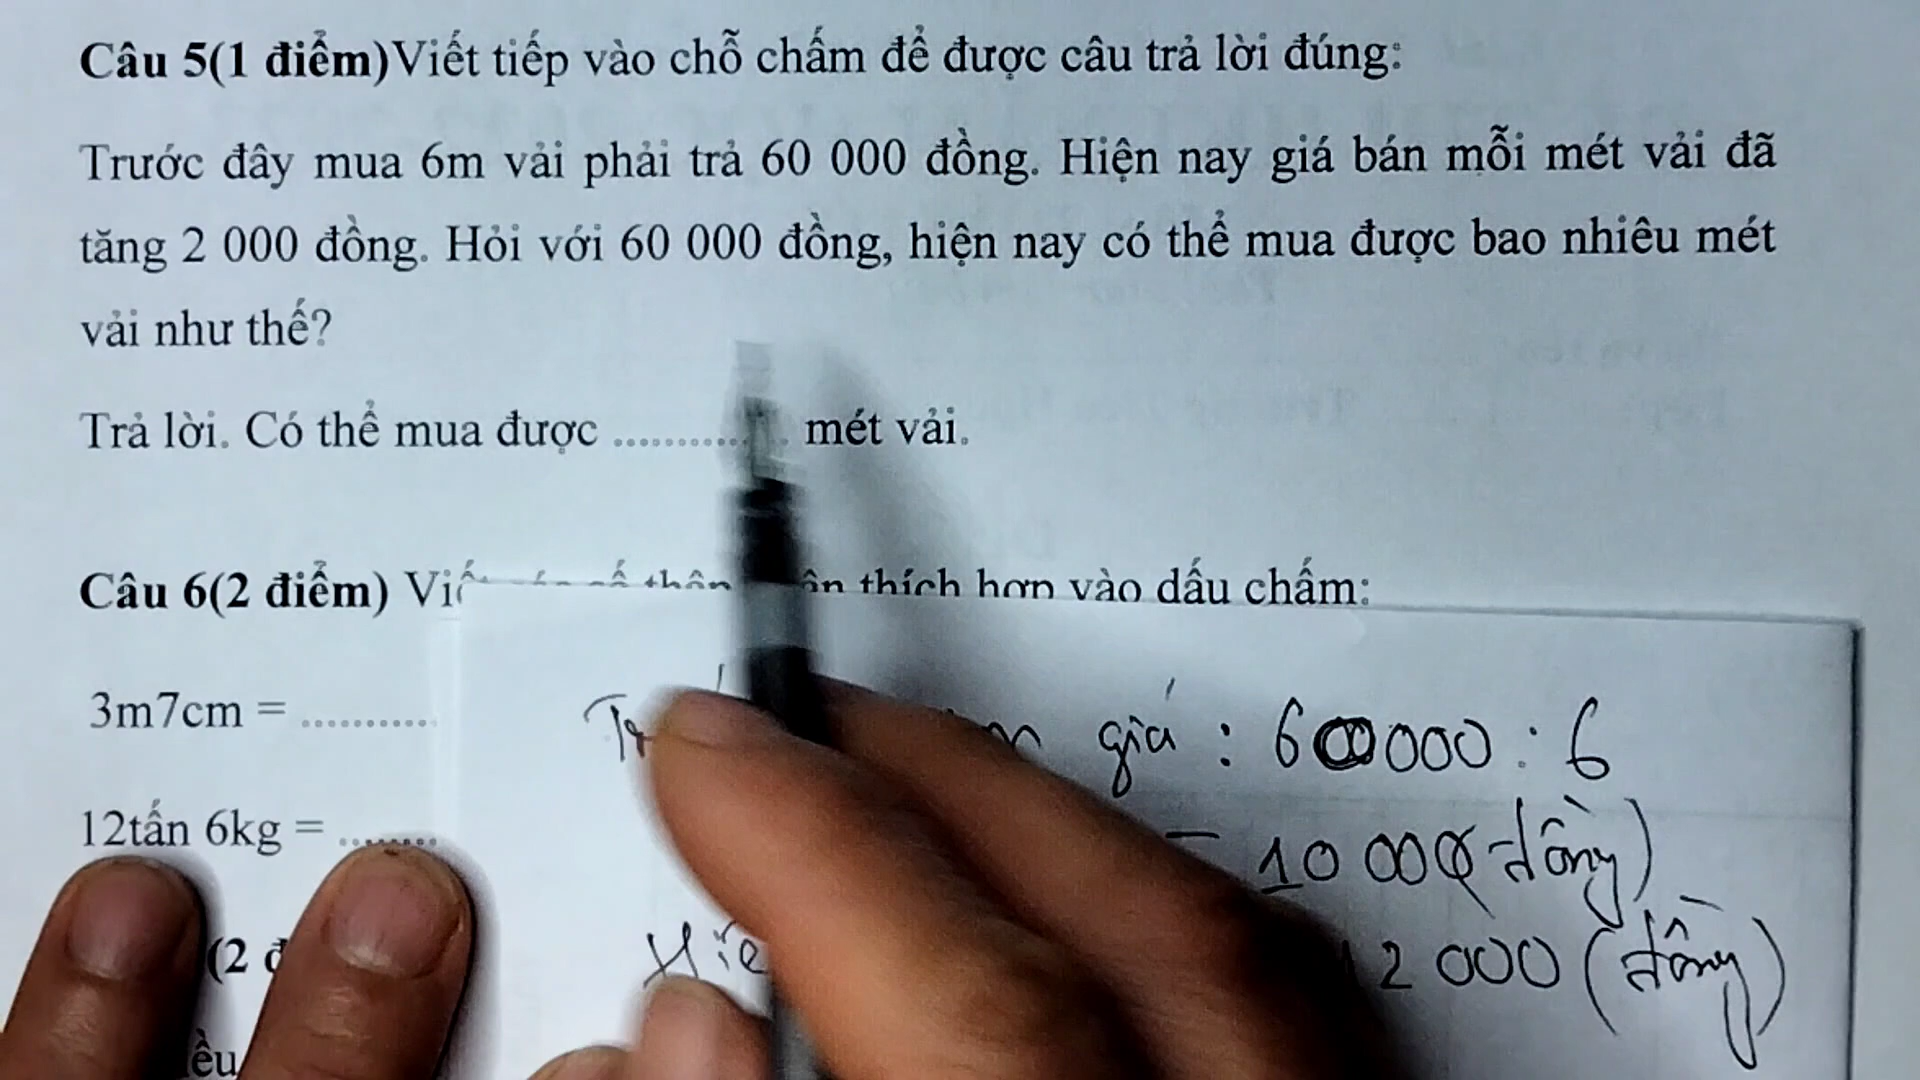 Câu 5(1 điểm)Viết tiếp vào chỗ chấm để được câu trả lời đúng:
Trước đây mua 6m vải phải trả 60 000 đồng. Hiện nay giá bán mỗi mét vải đã
tăng 2 000 đồng. Hỏi với 60 000 đồng, hiện nay có thể mua được bao nhiêu mét
vải như thế?
Trả lời. Có thể mua được ............ mét vải.
Câu 6(2 điểm) thích hợp vào dấu chấm:
3m7cm = ...........
giá : 60 000 : 6
12tấn 6kg = ........
= 10 000 (đồng)
(2
2 000 (đồng)